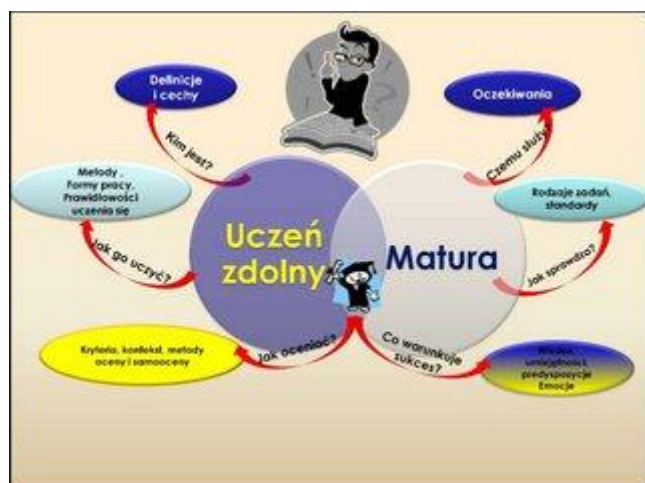 Definicje
i cechy
Oczekiwania
Kim jest?
Czemu służy?
Metody ,
Formy pracy,
Prawidłowości
uczenia się
Rodzaje zadań,
standardy
Uczeń
zdolny
Matura
Jak go uczyć?
Jak sprawdza?
Kryteria, kontekst, metody
oceny i samooceny
Jak oceniać?
Co warunkuje
sukces?
Wiedza,
umiejętności,
predyspozycje
Emocje